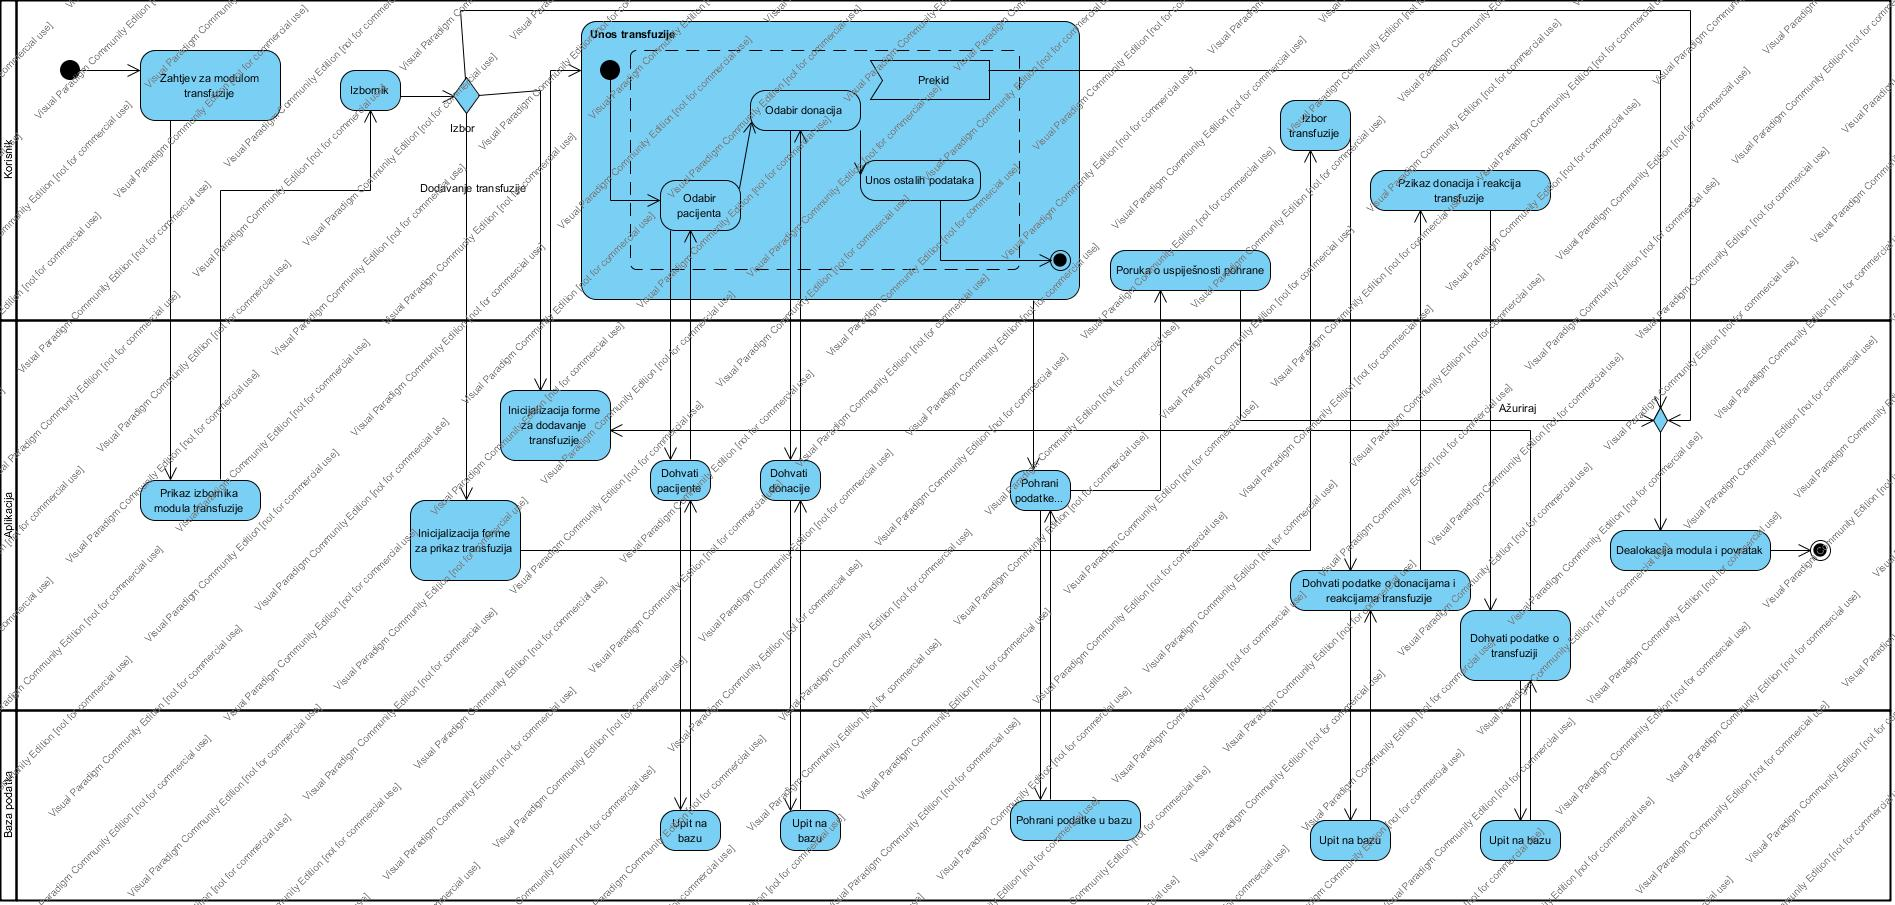 Korisnik
Zahtjev za modulom
transfuzije
Izbornik
Izbor
Dodavanje transfuzije
Unos transfuzije
Prekid
Odabir donacija
Unos ostalih podataka
Odabir
pacijenta
Poruka o uspiješnosti pohrane
Izbor
transfuzije
Pzikaz donacija i reakcija
transfuzije
Aplikacija
Prikaz izbornika
modula transfuzije
Inicijalizacija forme
za dodavanje
transfuzije
Inicijalizacija forme
za prikaz transfuzija
Dohvati
pacijente
Dohvati
donacije
Pohrani
podatke...
Ažuriraj
Dohvati podatke o donacijama i
reakcijama transfuzije
Dohvati podatke o
transfuziji
Dealokacija modula i povratak
Baza podatka
Upit na
bazu
Upit na
bazu
Pohrani podatke u bazu
Upit na bazu
Upit na bazu
Visual Paradigm Community Edition [not for commercial use]